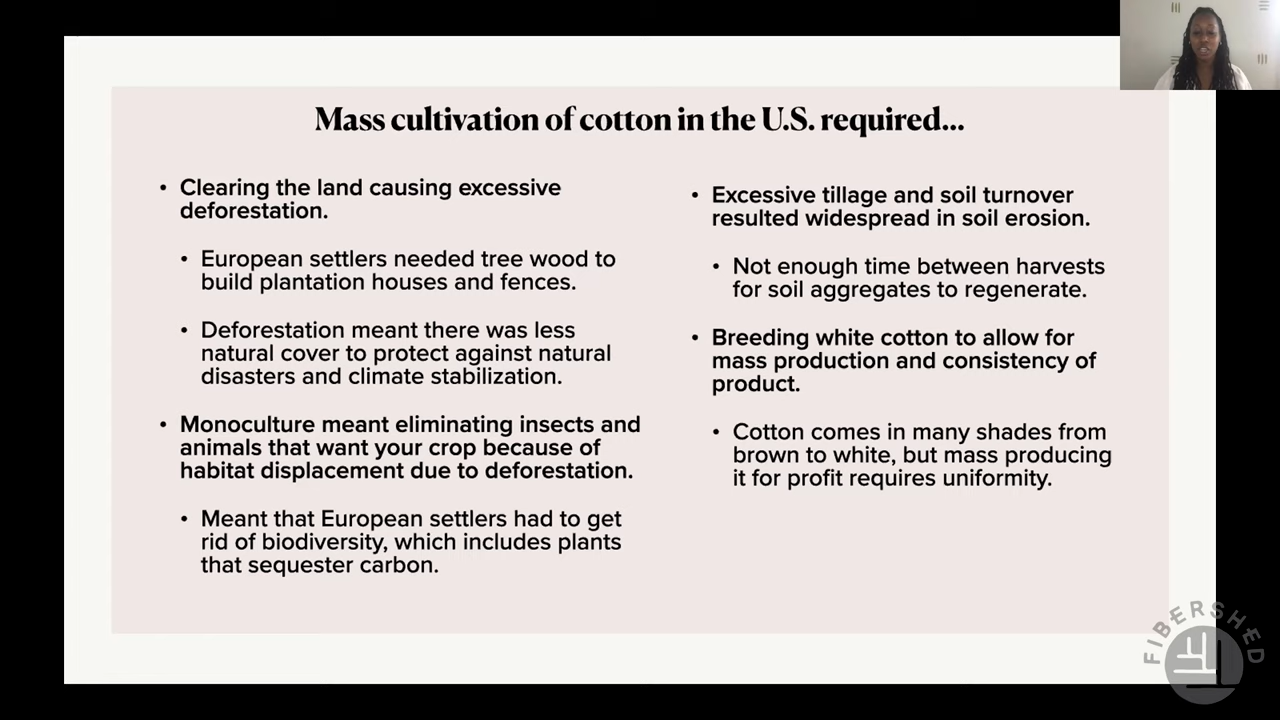 Mass cultivation of cotton in the U.S. required...
• Clearing the land causing excessive
deforestation.
• European settlers needed tree wood to
build plantation houses and fences.
• Deforestation meant there was less
natural cover to protect against natural
disasters and climate stabilization.
• Monoculture meant eliminating insects and
animals that want your crop because of
habitat displacement due to deforestation.
• Meant that European settlers had to get
rid of biodiversity, which includes plants
that sequester carbon.
• Excessive tillage and soil turnover
resulted widespread in soil erosion.
• Not enough time between harvests
for soil aggregates to regenerate.
• Breeding white cotton to allow for
mass production and consistency of
product.
• Cotton comes in many shades from
brown to white, but mass producing
it for profit requires uniformity.
FIBERSHED